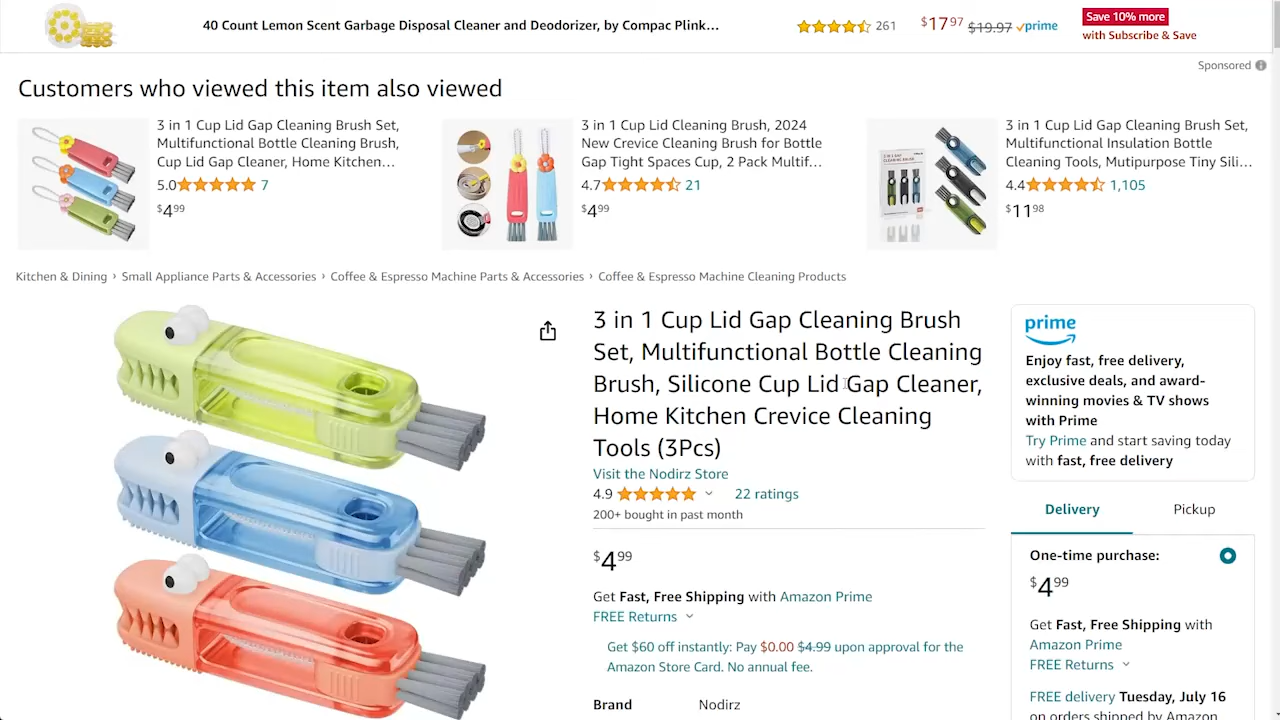 40 Count Lemon Scent Garbage Disposal Cleaner and Deodorizer, by Compac Plink...
261
$17.97 $19.97 prime
Save 10% more
with Subscribe & Save
Sponsored
Customers who viewed this item also viewed
3 in 1 Cup Lid Gap Cleaning Brush Set,
Multifunctional Bottle Cleaning Brush,
Cup Lid Gap Cleaner, Home Kitchen...
5.0 7
$4.99
3 in 1 Cup Lid Cleaning Brush, 2024
New Crevice Cleaning Brush for Bottle
Gap Tight Spaces Cup, 2 Pack Multif...
4.7 21
$4.99
3 in 1 Cup Lid Gap Cleaning Brush Set,
Multifunctional Insulation Bottle
Cleaning Tools, Mutipurpose Tiny Sili...
4.4 1,105
$11.98
Kitchen & Dining › Small Appliance Parts & Accessories › Coffee & Espresso Machine Parts & Accessories › Coffee & Espresso Machine Cleaning Products
3 in 1 Cup Lid Gap Cleaning Brush
Set, Multifunctional Bottle Cleaning
Brush, Silicone Cup Lid Gap Cleaner,
Home Kitchen Crevice Cleaning
Tools (3Pcs)
Visit the Nodirz Store
4.9 22 ratings
200+ bought in past month
$4.99
Get Fast, Free Shipping with Amazon Prime
FREE Returns
Get $60 off instantly: Pay $0.00 $4.99 upon approval for the
Amazon Store Card. No annual fee.
Brand Nodirz
prime
Enjoy fast, free delivery,
exclusive deals, and award-
winning movies & TV shows
with Prime
Try Prime and start saving today
with fast, free delivery
Delivery Pickup
One-time purchase:
$4.99
Get Fast, Free Shipping with
Amazon Prime
FREE Returns
FREE delivery Tuesday, July 16
on orders shipped by Amazon